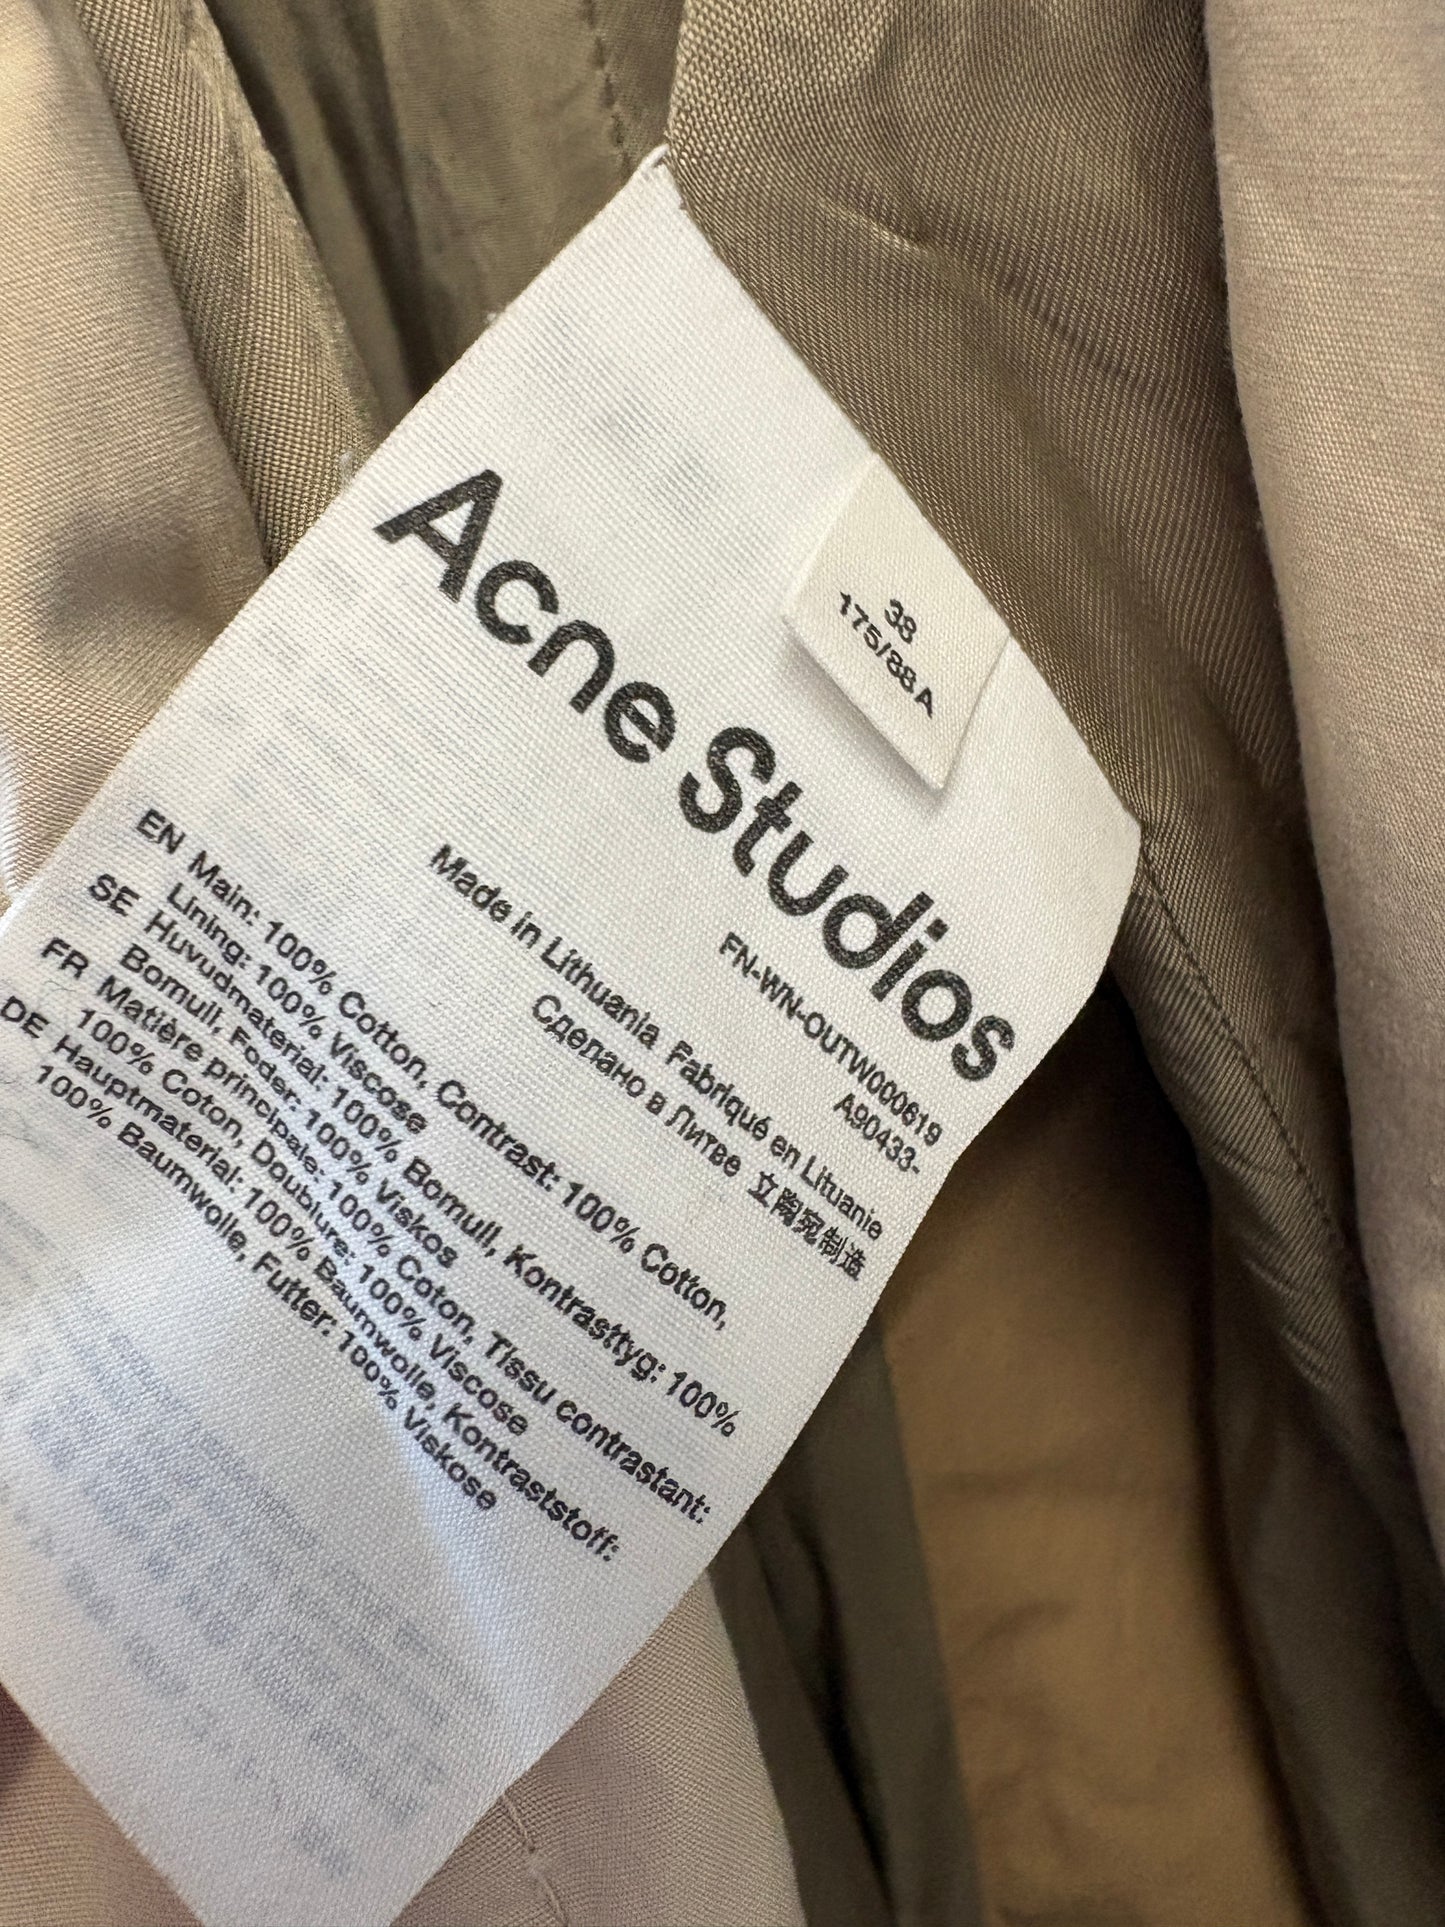 38
175/88 A
Acne Studios
FN-WN-OUTW000619
A90433-
Made in Lithuania Fabriqué en Lituanie
Сделано в Литве 立陶宛制造
EN Main: 100% Cotton, Contrast: 100% Cotton,
Lining: 100% Viscose
SE Huvudmaterial: 100% Bomull, Kontrasttyg: 100%
Bomull, Foder: 100% Viskos
FR Matière principale: 100% Coton, Tissu contrastant:
100% Coton, Doublure: 100% Viscose
DE Hauptmaterial: 100% Baumwolle, Kontraststoff:
100% Baumwolle, Futter: 100% Viskose